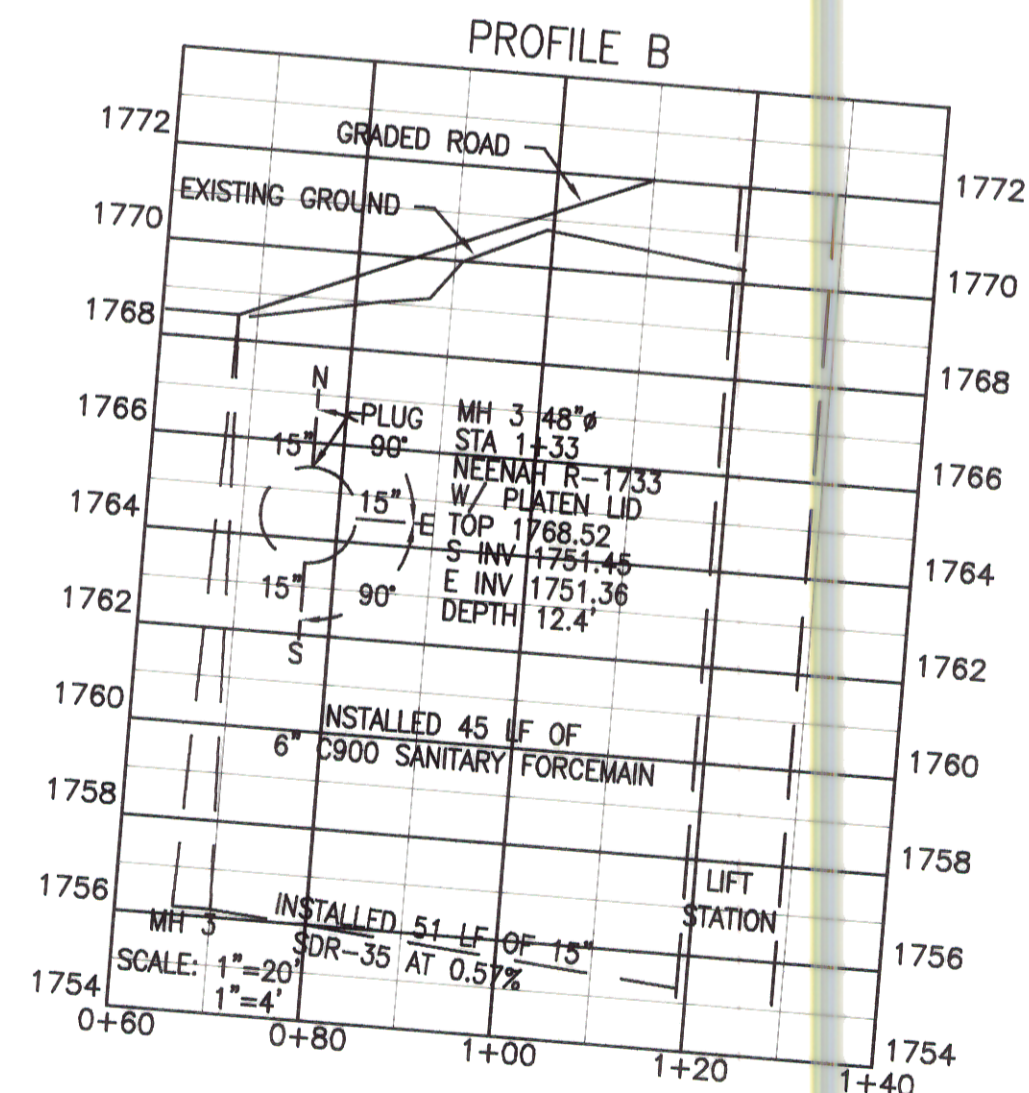 PROFILE B
1772
GRADED ROAD
1772
EXISTING GROUND
1770
1770
1768
1768
N
PLUG
15"
90°
1766
1766
MH 3 48"ø
STA 1+33
NEENAH R-1733
W/ PLATEN LID
TOP 1768.52
S INV 1751.45
E INV 1751.36
DEPTH 12.4'
15"
E
1764
1764
15"
90°
S
1762
1762
1760
1760
NSTALLED 45 LF OF
6" C900 SANITARY FORCEMAIN
1758
1758
LIFT
STATION
1756
1756
INSTALLED 51 LF OF 15"
SDR-35 AT 0.57%
MH 3
SCALE: 1"=20'
1"=4'
1754
1754
0+60
0+80
1+00
1+20
1+40